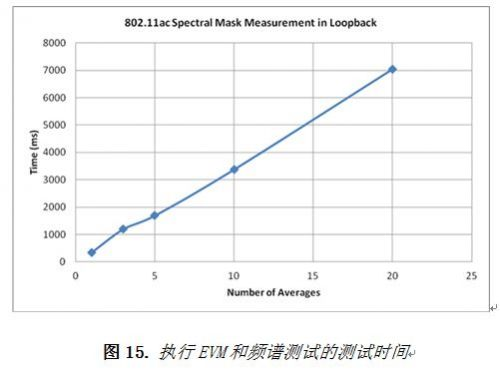 802.11ac Spectral Mask Measurement in Loopback
8000
7000
6000
5000
4000
3000
2000
1000
0
Time (ms)
0 5 10 15 20 25
Number of Averages
图 15. 执行 EVM 和频谱测试的测试时间